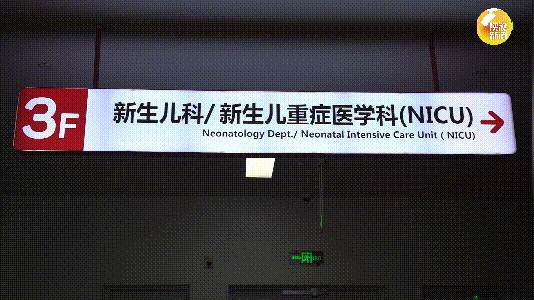 3F
新生儿科/新生儿重症医学科(NICU)
Neonatology Dept./ Neonatal Intensive Care Unit ( NICU)